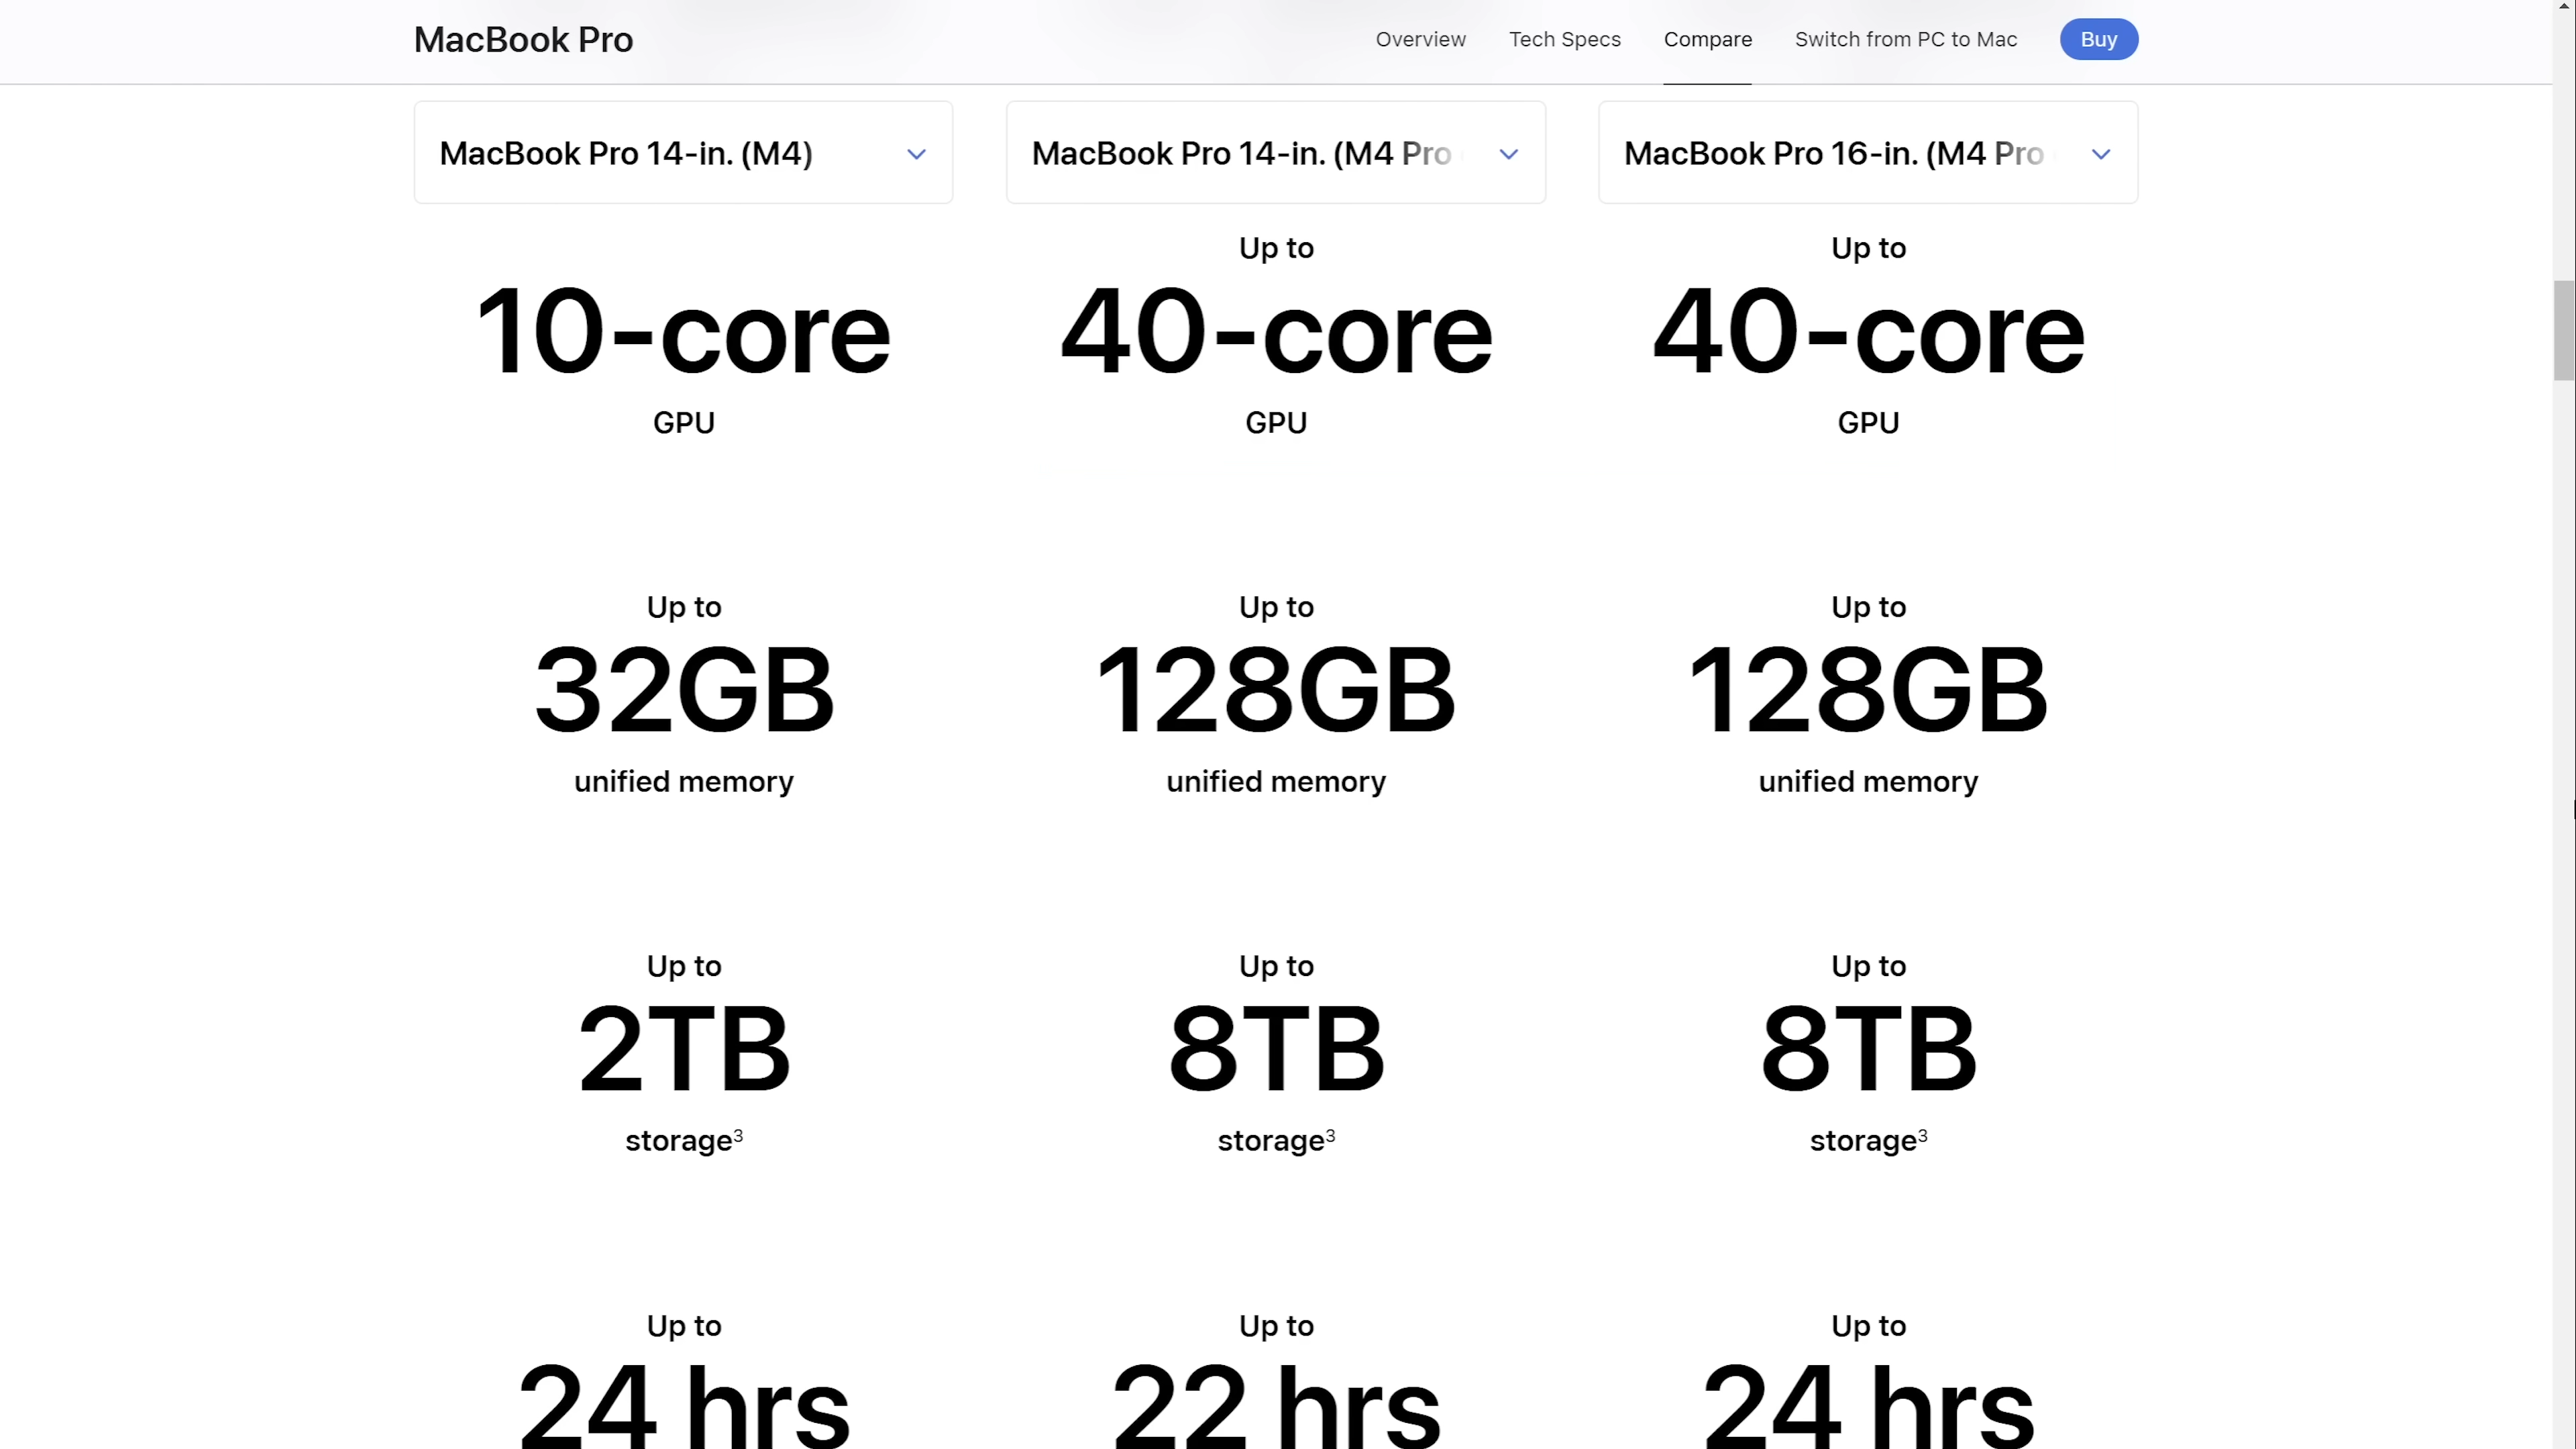 MacBook Pro
Overview Tech Specs Compare Switch from PC to Mac Buy
MacBook Pro 14-in. (M4) MacBook Pro 14-in. (M4 Pro MacBook Pro 16-in. (M4 Pro
Up to Up to
10-core 40-core 40-core
GPU GPU GPU
Up to Up to Up to
32GB 128GB 128GB
unified memory unified memory unified memory
Up to Up to Up to
2TB 8TB 8TB
storage3 storage3 storage3
Up to Up to Up to
24 hrs 22 hrs 24 hrs